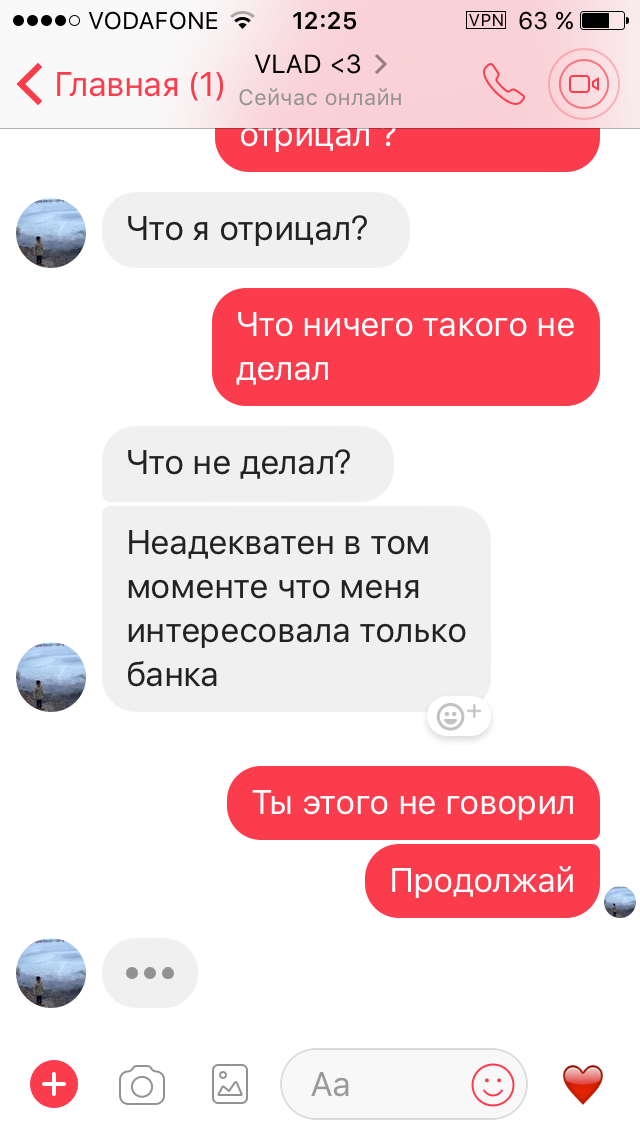 VODAFONE 12:25 VPN 63 %
Главная (1) VLAD <3
Сейчас онлайн
отрицал ?
Что я отрицал?
Что ничего такого не
делал
Что не делал?
Неадекватен в том
моменте что меня
интересовала только
банка
Ты этого не говорил
Продолжай
Aa